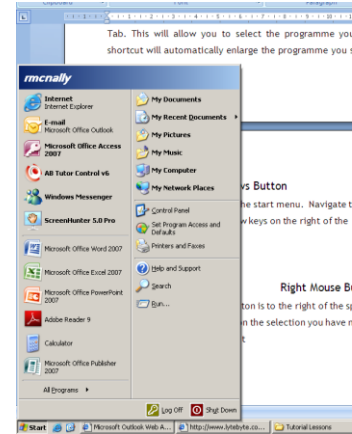 Clipboard
Font
Paragraph
Tab. This will allow you to select the programme you
shortcut will automatically enlarge the programme you s
rmcnally
Internet
Internet Explorer
E-mail
Microsoft Office Outlook
Microsoft Office Access
2007
AB Tutor Control v6
Windows Messenger
ScreenHunter 5.0 Pro
Microsoft Office Word 2007
Microsoft Office Excel 2007
Microsoft Office PowerPoint
2007
Adobe Reader 9
Calculator
Microsoft Office Publisher
2007
All Programs
My Documents
My Recent Documents
My Pictures
My Music
My Computer
My Network Places
Control Panel
Set Program Access and
Defaults
Printers and Faxes
Help and Support
Search
Run...
Log Off
Shut Down
ws Button
he start menu. Navigate t
w keys on the right of the
Right Mouse Bu
ton is to the right of the sp
on the selection you have m
t
Start
Microsoft Outlook Web A...
http://www.lytebyte.co...
Tutorial Lessons